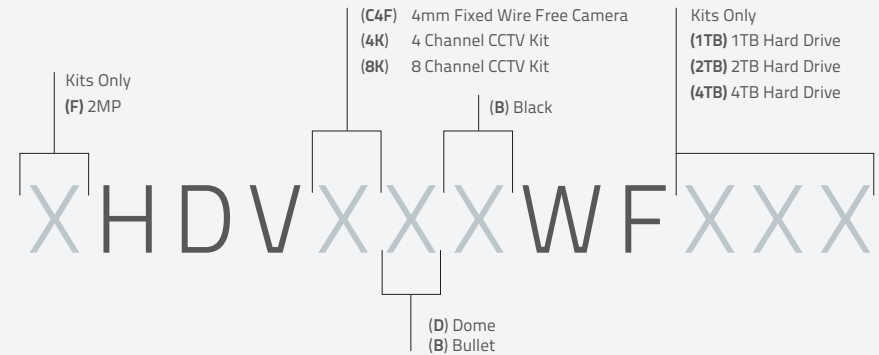 (C4F) 4mm Fixed Wire Free Camera
(4K) 4 Channel CCTV Kit
(8K) 8 Channel CCTV Kit
Kits Only
(1TB) 1TB Hard Drive
(2TB) 2TB Hard Drive
(4TB) 4TB Hard Drive
Kits Only
(F) 2MP
(B) Black
XHDVXXXWFXXX
(D) Dome
(B) Bullet